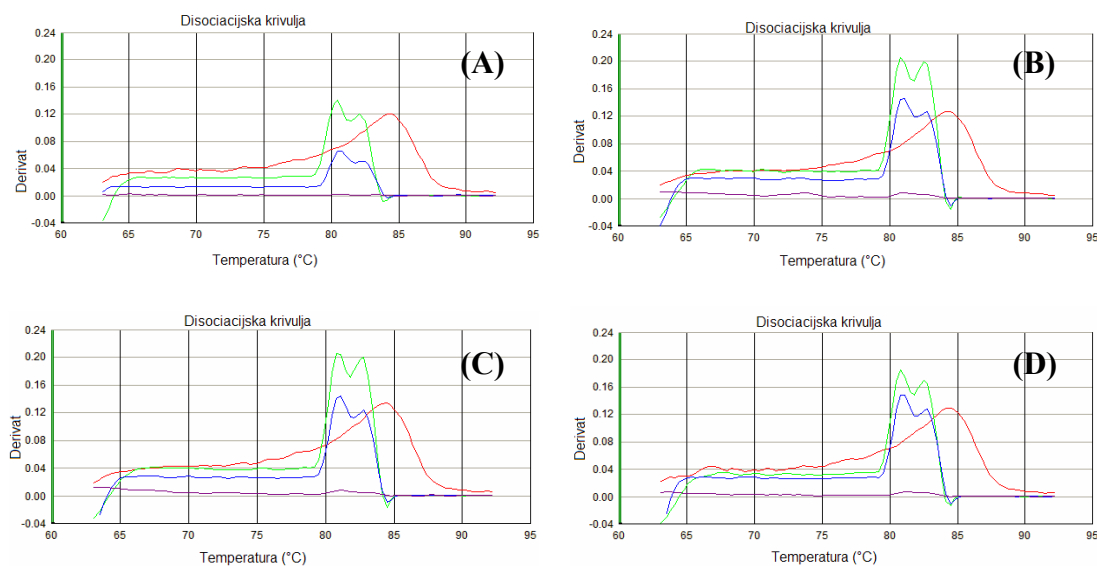 Disociacijska krivulja
(A)
Derivat
0.24
0.20
0.16
0.12
0.08
0.04
0.00
-0.04
60 65 70 75 80 85 90 95
Temperatura (°C)
Disociacijska krivulja
(B)
Derivat
0.24
0.20
0.16
0.12
0.08
0.04
0.00
-0.04
60 65 70 75 80 85 90 95
Temperatura (°C)
Disociacijska krivulja
(C)
Derivat
0.24
0.20
0.16
0.12
0.08
0.04
0.00
-0.04
60 65 70 75 80 85 90 95
Temperatura (°C)
Disociacijska krivulja
(D)
Derivat
0.24
0.20
0.16
0.12
0.08
0.04
0.00
-0.04
60 65 70 75 80 85 90 95
Temperatura (°C)